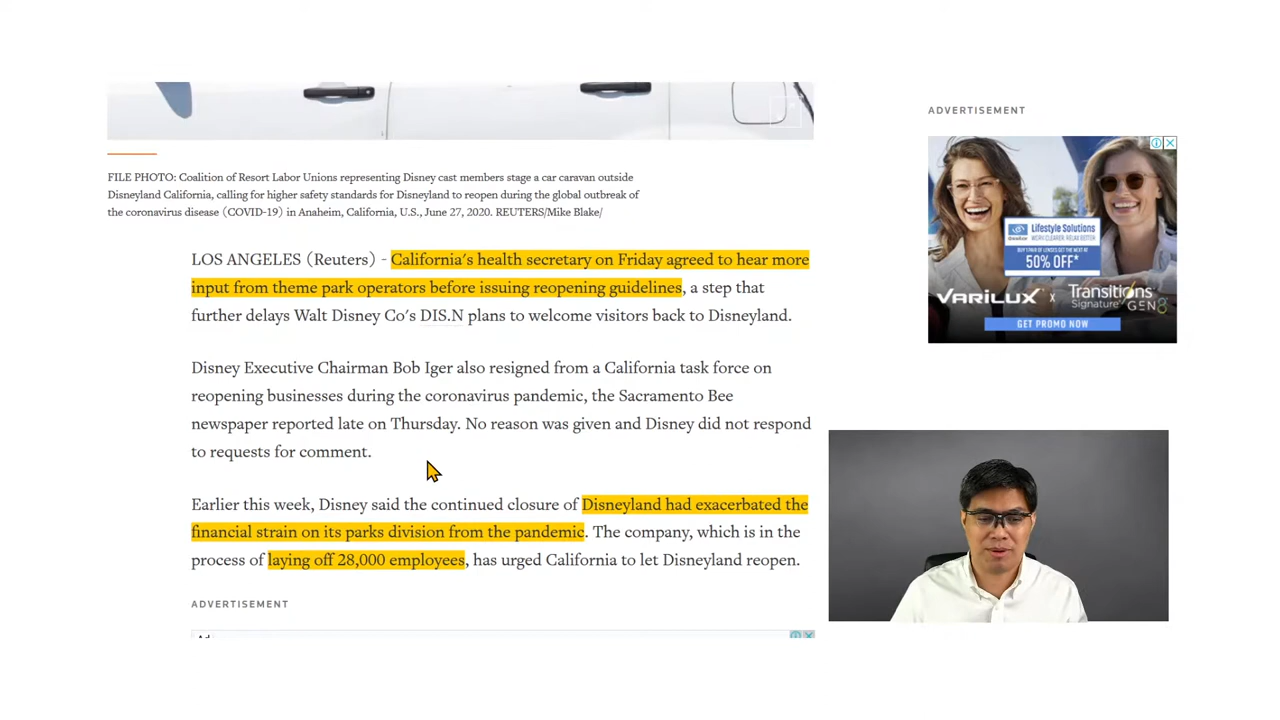 FILE PHOTO: Coalition of Resort Labor Unions representing Disney cast members stage a car caravan outside
Disneyland California, calling for higher safety standards for Disneyland to reopen during the global outbreak of
the coronavirus disease (COVID-19) in Anaheim, California, U.S., June 27, 2020. REUTERS/Mike Blake/
LOS ANGELES (Reuters) - California's health secretary on Friday agreed to hear more
input from theme park operators before issuing reopening guidelines, a step that
further delays Walt Disney Co's DIS.N plans to welcome visitors back to Disneyland.
Disney Executive Chairman Bob Iger also resigned from a California task force on
reopening businesses during the coronavirus pandemic, the Sacramento Bee
newspaper reported late on Thursday. No reason was given and Disney did not respond
to requests for comment.
Earlier this week, Disney said the continued closure of Disneyland had exacerbated the
financial strain on its parks division from the pandemic. The company, which is in the
process of laying off 28,000 employees, has urged California to let Disneyland reopen.
ADVERTISEMENT
ADVERTISEMENT
Lifestyle Solutions
50% OFF*
VARILUX x Transitions
Signature GEN8
GET PROMO NOW